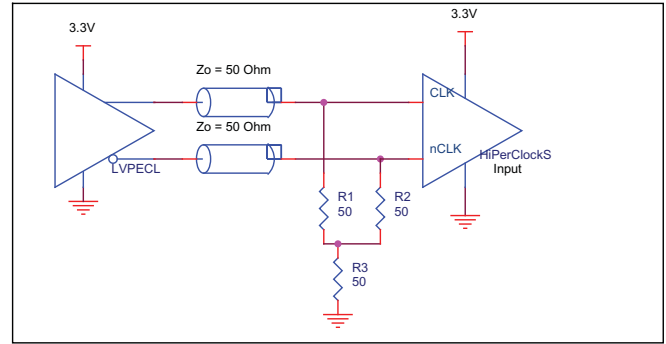 3.3V
3.3V
Zo = 50 Ohm
CLK
Zo = 50 Ohm
nCLK
LVPECL
HiPerClockS
Input
R1
50
R2
50
R3
50